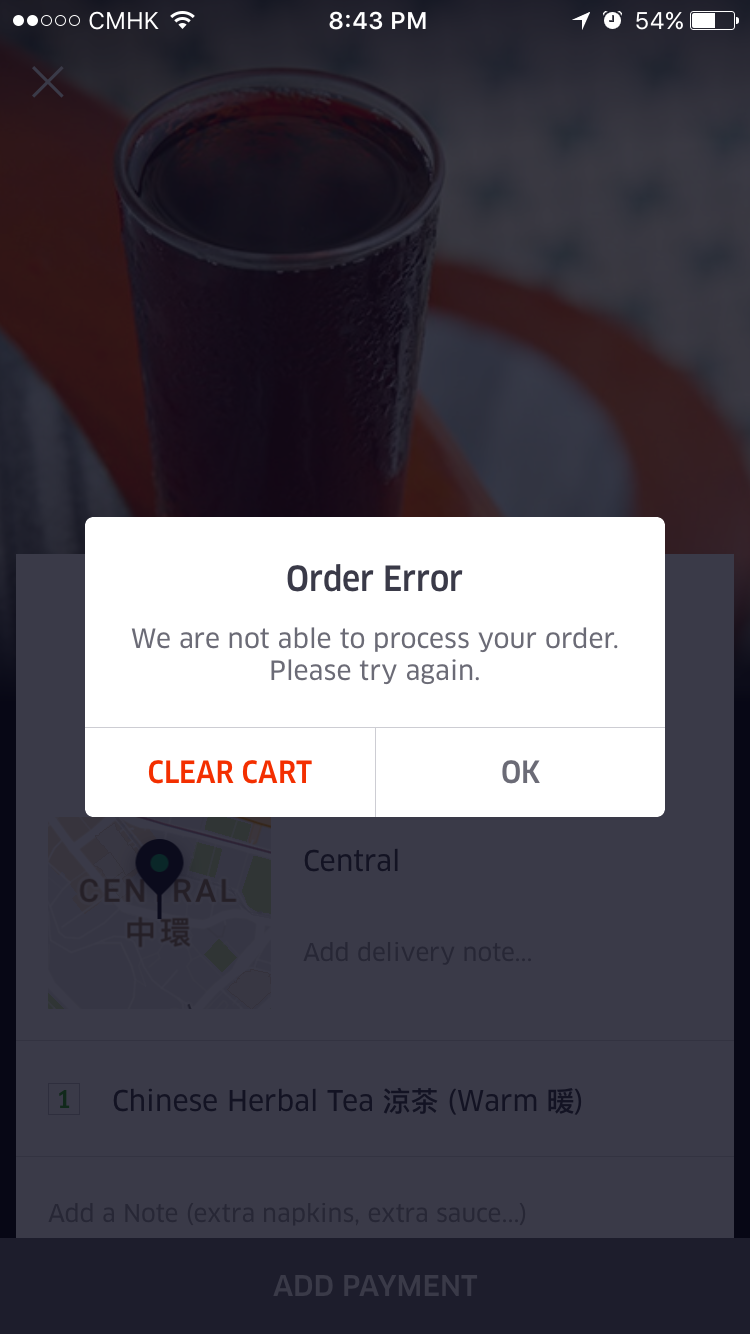 CMHK 8:43 PM 54%
Order Error
We are not able to process your order.
Please try again.
CLEAR CART OK
CENTRAL
中環
Central
Add delivery note...
1 Chinese Herbal Tea 涼茶 (Warm 暖)
Add a Note (extra napkins, extra sauce...)
ADD PAYMENT